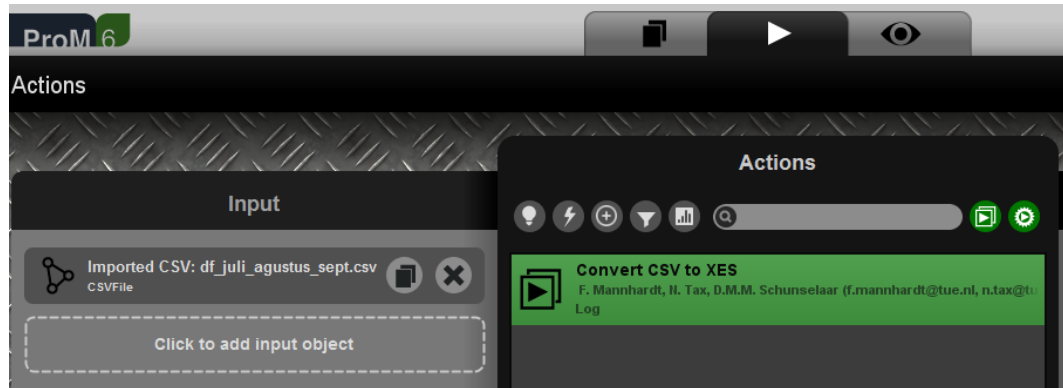 ProM 6
Actions
Actions
Input
Imported CSV: df_juli_agustus_sept.csv
CSVFile
Click to add input object
Convert CSV to XES
F. Mannhardt, N. Tax, D.M.M. Schunselaar (f.mannhardt@tue.nl, n.tax@tu
Log